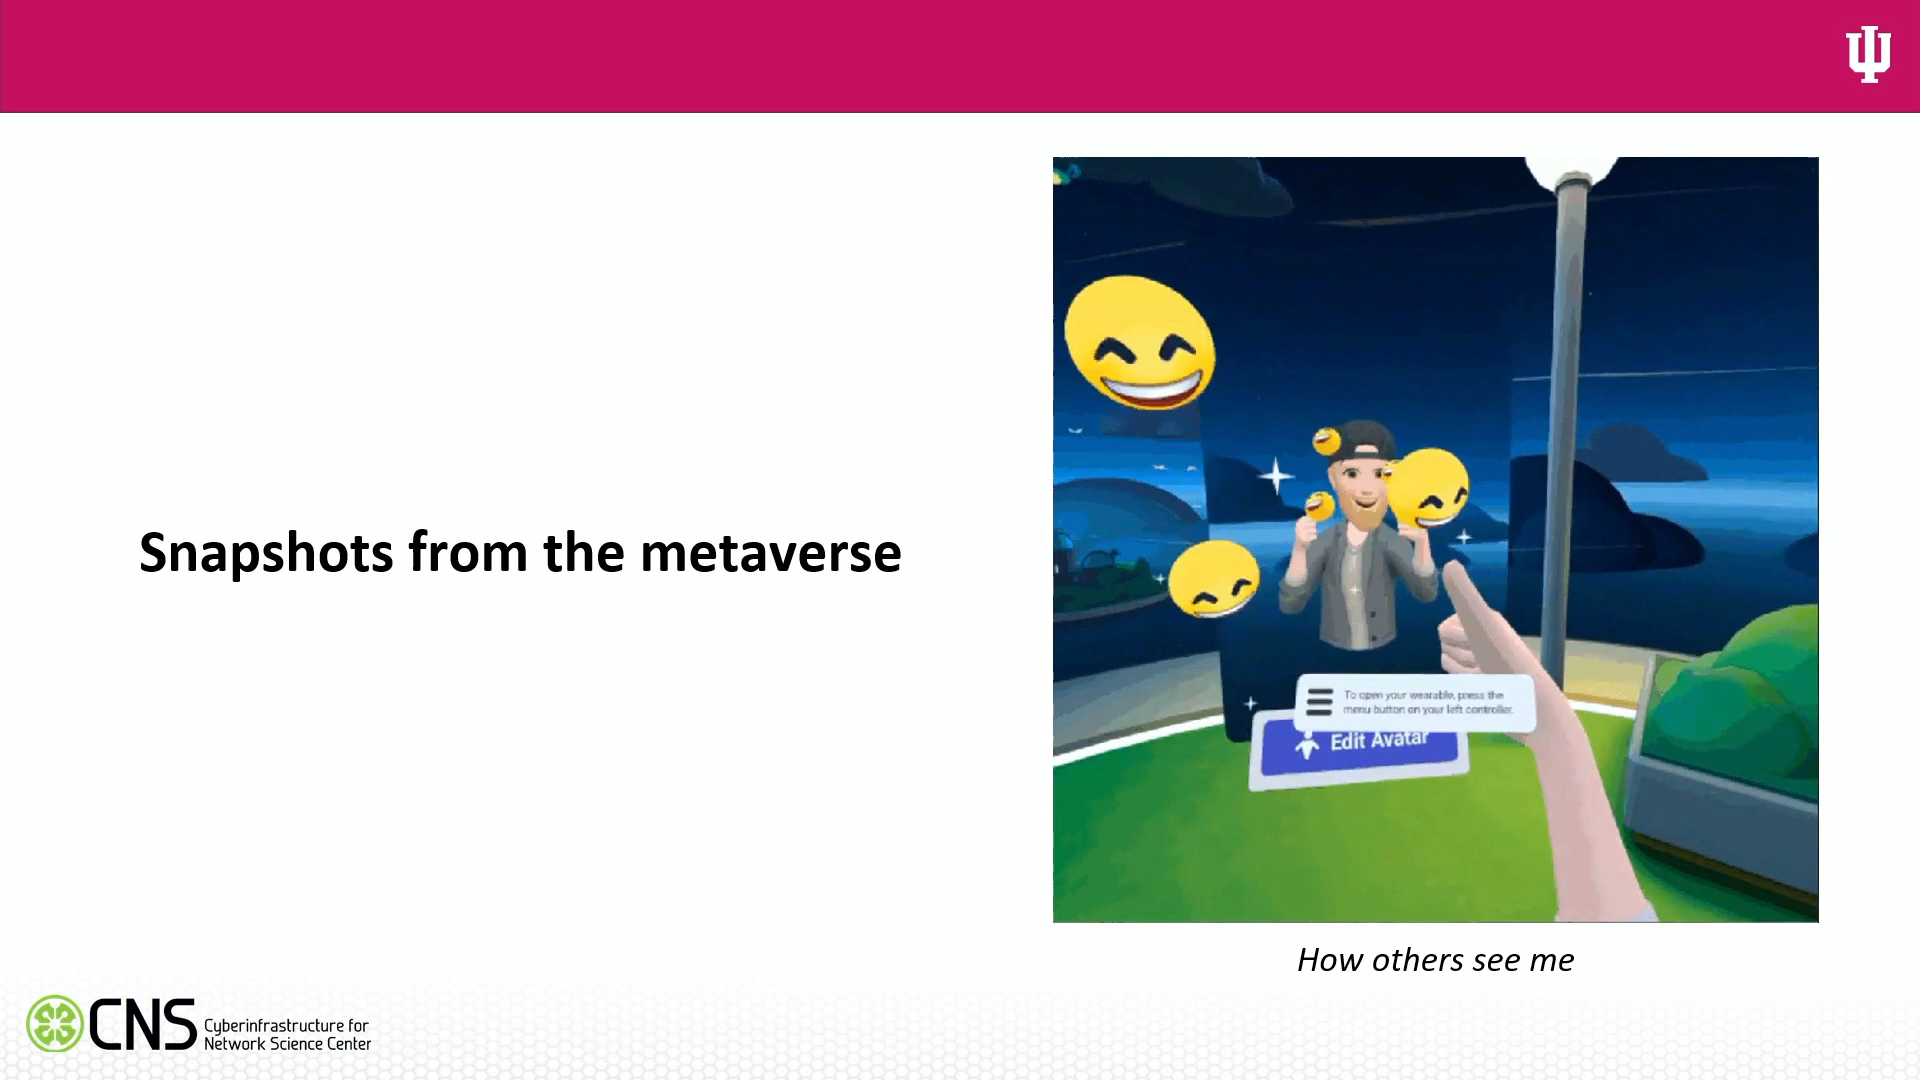 Snapshots from the metaverse
To open your wearable, press the
menu button on your left controller.
Edit Avatar
How others see me
CNS
Cyberinfrastructure for
Network Science Center